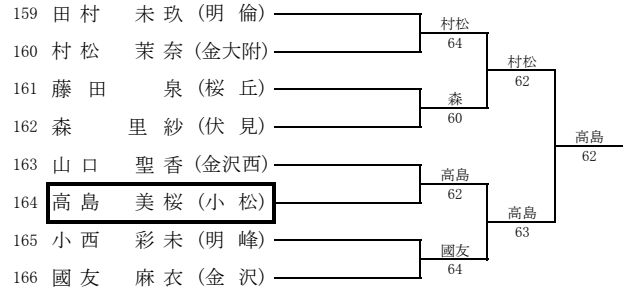 159 田村 未玖 (明倫)
村松
160 村松 茉奈 (金大附)
64
村松
161 藤田 泉 (桜丘)
62
森
162 森 里紗 (伏見)
60
高島
163 山口 聖香 (金沢西)
62
高島
164 高島 美桜 (小松)
62
高島
165 小西 彩未 (明峰)
63
國友
166 國友 麻衣 (金沢)
64